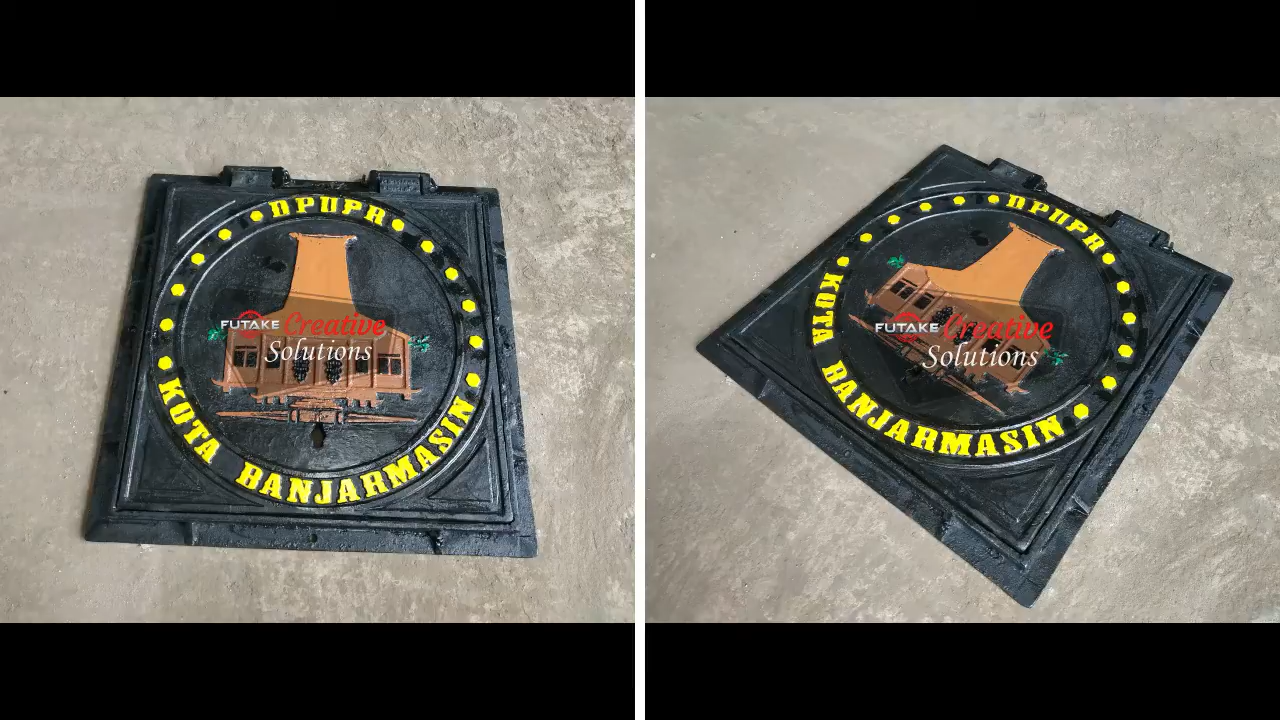 DPUPR
FUTAKE Creative
Solutions
KOTA BANJARMASIN
DPUPR
FUTAKE Creative
Solutions
KOTA BANJARMASIN